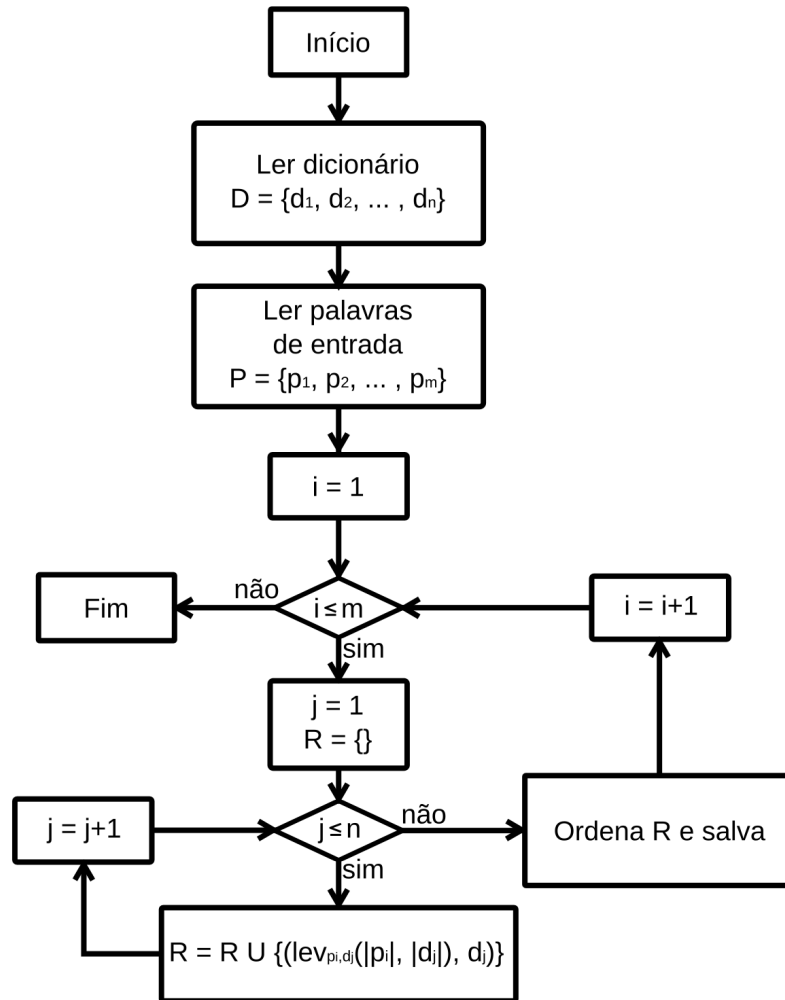 Início
Ler dicionário
D = {d₁, d₂, ... , dₙ}
Ler palavras
de entrada
P = {p₁, p₂, ... , pₘ}
i = 1
não
Fim
i ≤ m
i = i+1
sim
j = 1
R = {}
j = j+1
j ≤ n
não
Ordena R e salva
sim
R = R U {(lev_pi,dj(|pᵢ|, |dⱼ|), dⱼ)}